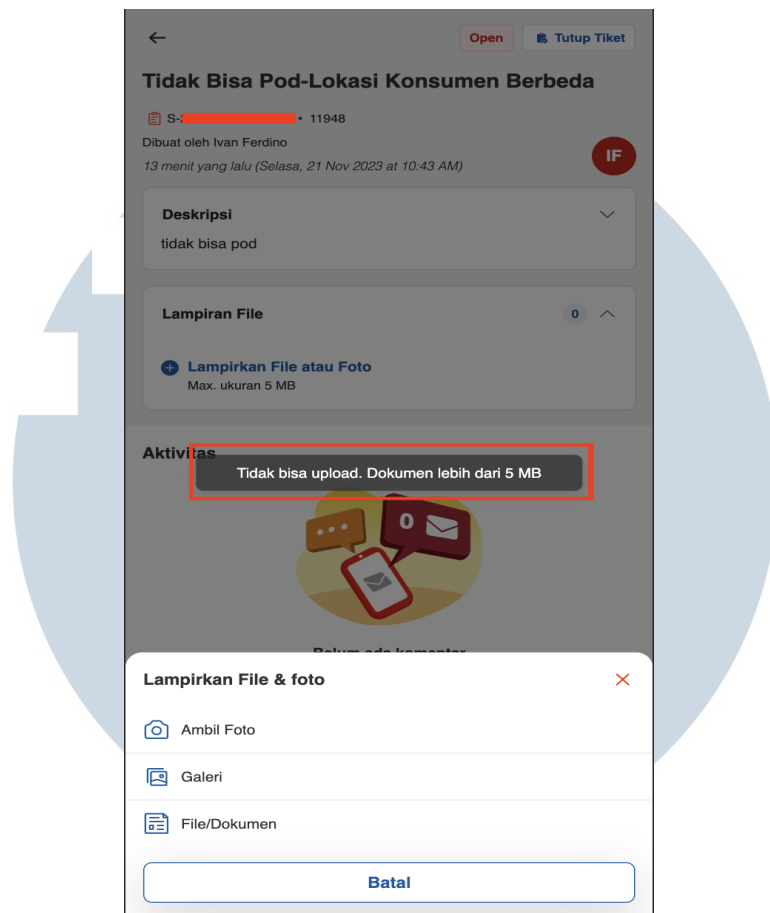 Open
Tutup Tiket
Tidak Bisa Pod-Lokasi Konsumen Berbeda
S- • 11948
Dibuat oleh Ivan Ferdino
IF
13 menit yang lalu (Selasa, 21 Nov 2023 at 10:43 AM)
Deskripsi
tidak bisa pod
Lampiran File
0
Lampirkan File atau Foto
Max. ukuran 5 MB
Aktivitas
Tidak bisa upload. Dokumen lebih dari 5 MB
0
Belum ada komentar
Lampirkan File & foto
Ambil Foto
Galeri
File/Dokumen
Batal